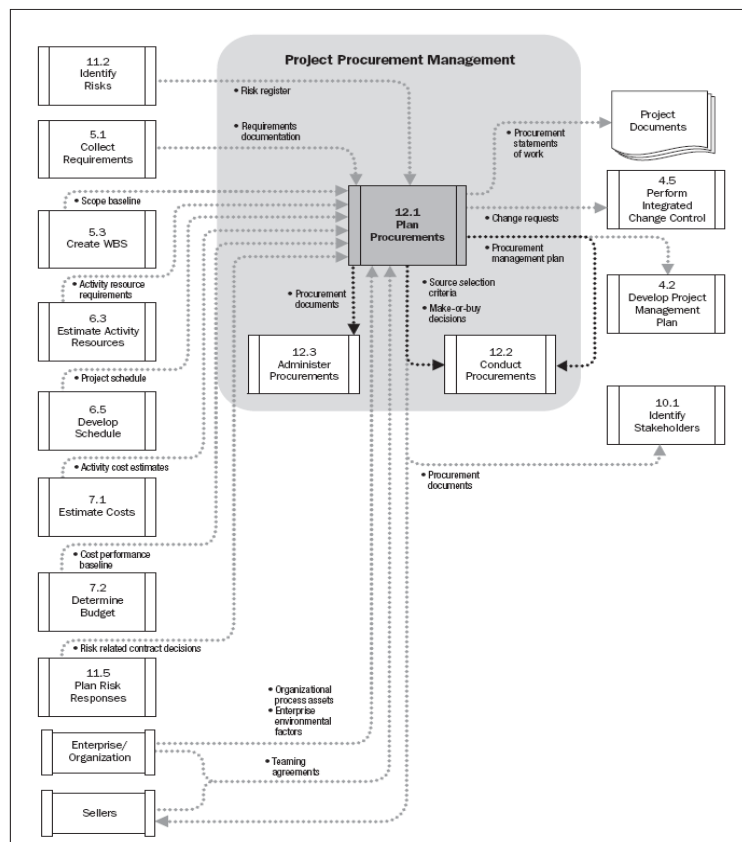 Project Procurement Management
11.2
Identify
Risks
• Risk register
5.1
Collect
Requirements
• Requirements
documentation
• Procurement
statements
of work
Project
Documents
• Scope baseline
5.3
Create WBS
12.1
Plan
Procurements
• Change requests
4.5
Perform
Integrated
Change Control
• Procurement
management plan
• Activity resource
requirements
6.3
Estimate Activity
Resources
• Procurement
documents
• Source selection
criteria
• Make-or-buy
decisions
4.2
Develop Project
Management
Plan
12.3
Administer
Procurements
12.2
Conduct
Procurements
• Project schedule
6.5
Develop
Schedule
10.1
Identify
Stakeholders
• Activity cost estimates
• Procurement
documents
7.1
Estimate Costs
• Cost performance
baseline
7.2
Determine
Budget
• Risk related contract decisions
11.5
Plan Risk
Responses
• Organizational
process assets
• Enterprise
environmental
factors
Enterprise/
Organization
• Teaming
agreements
Sellers